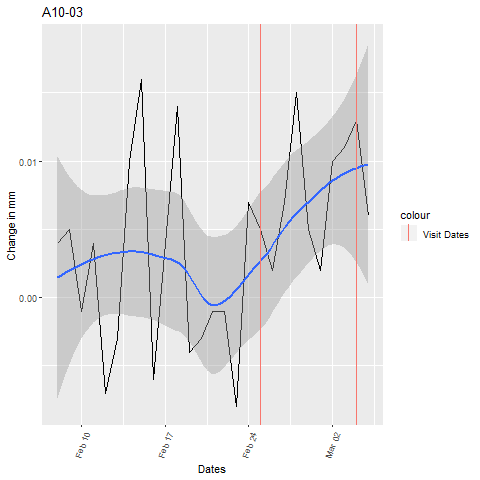 A10-03
Change in mm
0.01
0.00
Feb 10
Feb 17
Feb 24
Mar 02
Dates
colour
Visit Dates